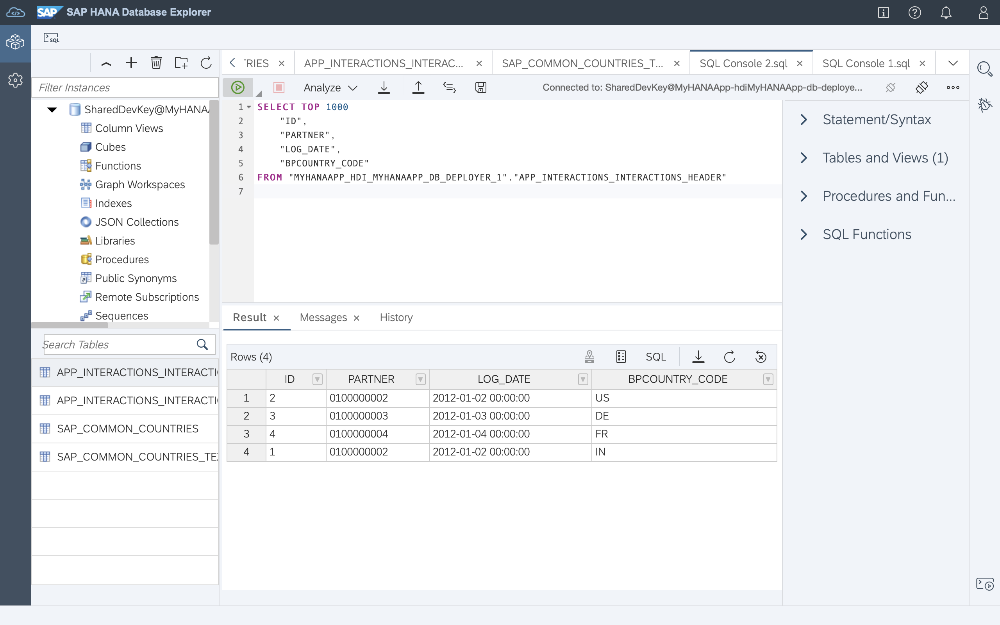 SAP SAP HANA Database Explorer
SQL
RIES
APP_INTERACTIONS_INTERAC...
SAP_COMMON_COUNTRIES_T...
SQL Console 2.sql
SQL Console 1.sql
Filter Instances
Analyze
Connected to: SharedDevKey@MyHANAApp-hdiMyHANAApp-db-deploye...
SharedDevKey@MyHANA
Column Views
Cubes
Functions
Graph Workspaces
Indexes
JSON Collections
Libraries
Procedures
Public Synonyms
Remote Subscriptions
Sequences
1 SELECT TOP 1000
2 "ID",
3 "PARTNER",
4 "LOG_DATE",
5 "BPCOUNTRY_CODE"
6 FROM "MYHANAAPP_HDI_MYHANAAPP_DB_DEPLOYER_1"."APP_INTERACTIONS_INTERACTIONS_HEADER"
7
Statement/Syntax
Tables and Views (1)
Procedures and Fun...
SQL Functions
Search Tables
APP_INTERACTIONS_INTERACTI
APP_INTERACTIONS_INTERACTI
SAP_COMMON_COUNTRIES
SAP_COMMON_COUNTRIES_TE
Result
Messages
History
Rows (4)
SQL
ID PARTNER LOG_DATE BPCOUNTRY_CODE
1 2 0100000002 2012-01-02 00:00:00 US
2 3 0100000003 2012-01-03 00:00:00 DE
3 4 0100000004 2012-01-04 00:00:00 FR
4 1 0100000002 2012-01-02 00:00:00 IN